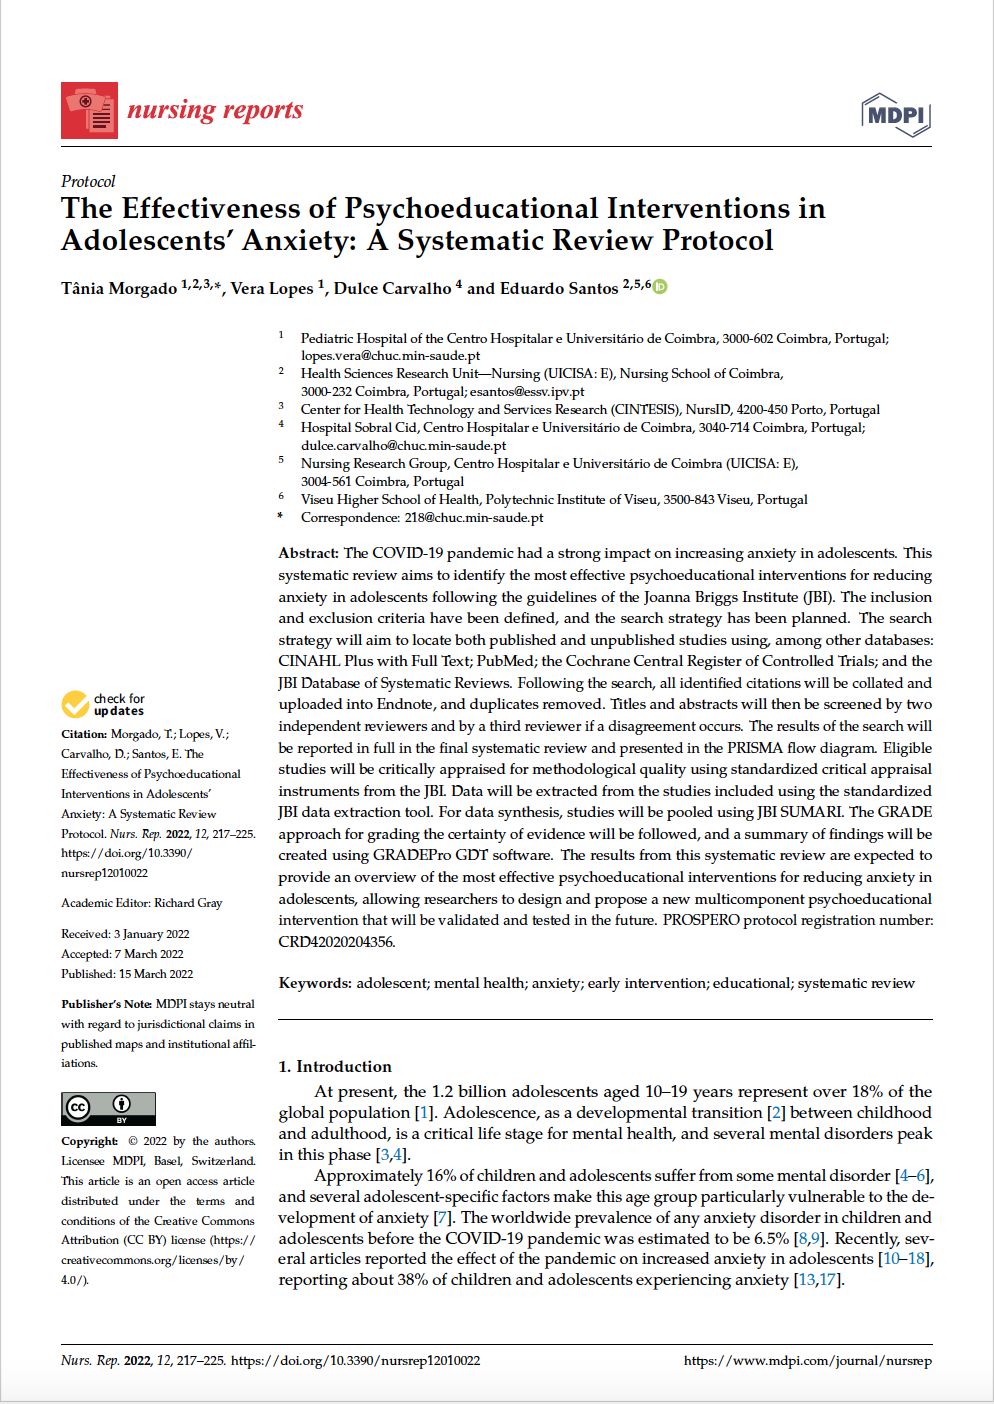 nursing reports
MDPI
Protocol
The Effectiveness of Psychoeducational Interventions in
Adolescents’ Anxiety: A Systematic Review Protocol
Tânia Morgado 1,2,3,*, Vera Lopes 1, Dulce Carvalho 4 and Eduardo Santos 2,5,6 iD
1 Pediatric Hospital of the Centro Hospitalar e Universitário de Coimbra, 3000-602 Coimbra, Portugal;
lopes.vera@chuc.min-saude.pt
2 Health Sciences Research Unit—Nursing (UICISA: E), Nursing School of Coimbra,
3000-232 Coimbra, Portugal; esantos@essv.ipv.pt
3 Center for Health Technology and Services Research (CINTESIS), NursID, 4200-450 Porto, Portugal
4 Hospital Sobral Cid, Centro Hospitalar e Universitário de Coimbra, 3040-714 Coimbra, Portugal;
dulce.carvalho@chuc.min-saude.pt
5 Nursing Research Group, Centro Hospitalar e Universitário de Coimbra (UICISA: E),
3004-561 Coimbra, Portugal
6 Viseu Higher School of Health, Polytechnic Institute of Viseu, 3500-843 Viseu, Portugal
* Correspondence: 218@chuc.min-saude.pt
Abstract: The COVID-19 pandemic had a strong impact on increasing anxiety in adolescents. This
systematic review aims to identify the most effective psychoeducational interventions for reducing
anxiety in adolescents following the guidelines of the Joanna Briggs Institute (JBI). The inclusion
and exclusion criteria have been defined, and the search strategy has been planned. The search
strategy will aim to locate both published and unpublished studies using, among other databases:
CINAHL Plus with Full Text; PubMed; the Cochrane Central Register of Controlled Trials; and the
JBI Database of Systematic Reviews. Following the search, all identified citations will be collated and
uploaded into Endnote, and duplicates removed. Titles and abstracts will then be screened by two
independent reviewers and by a third reviewer if a disagreement occurs. The results of the search will
be reported in full in the final systematic review and presented in the PRISMA flow diagram. Eligible
studies will be critically appraised for methodological quality using standardized critical appraisal
instruments from the JBI. Data will be extracted from the studies included using the standardized
JBI data extraction tool. For data synthesis, studies will be pooled using JBI SUMARI. The GRADE
approach for grading the certainty of evidence will be followed, and a summary of findings will be
created using GRADEPro GDT software. The results from this systematic review are expected to
provide an overview of the most effective psychoeducational interventions for reducing anxiety in
adolescents, allowing researchers to design and propose a new multicomponent psychoeducational
intervention that will be validated and tested in the future. PROSPERO protocol registration number:
CRD42020204356.
Keywords: adolescent; mental health; anxiety; early intervention; educational; systematic review
check for
updates
Citation: Morgado, T.; Lopes, V.;
Carvalho, D.; Santos, E. The
Effectiveness of Psychoeducational
Interventions in Adolescents’
Anxiety: A Systematic Review
Protocol. Nurs. Rep. 2022, 12, 217–225.
https://doi.org/10.3390/
nursrep12010022
Academic Editor: Richard Gray
Received: 3 January 2022
Accepted: 7 March 2022
Published: 15 March 2022
Publisher’s Note: MDPI stays neutral
with regard to jurisdictional claims in
published maps and institutional affil-
iations.
cc
BY
Copyright: © 2022 by the authors.
Licensee MDPI, Basel, Switzerland.
This article is an open access article
distributed under the terms and
conditions of the Creative Commons
Attribution (CC BY) license (https://
creativecommons.org/licenses/by/
4.0/).
1. Introduction
At present, the 1.2 billion adolescents aged 10–19 years represent over 18% of the
global population [1]. Adolescence, as a developmental transition [2] between childhood
and adulthood, is a critical life stage for mental health, and several mental disorders peak
in this phase [3,4].
Approximately 16% of children and adolescents suffer from some mental disorder [4–6],
and several adolescent-specific factors make this age group particularly vulnerable to the de-
velopment of anxiety [7]. The worldwide prevalence of any anxiety disorder in children and
adolescents before the COVID-19 pandemic was estimated to be 6.5% [8,9]. Recently, sev-
eral articles reported the effect of the pandemic on increased anxiety in adolescents [10–18],
reporting about 38% of children and adolescents experiencing anxiety [13,17].
Nurs. Rep. 2022, 12, 217–225. https://doi.org/10.3390/nursrep12010022
https://www.mdpi.com/journal/nursrep